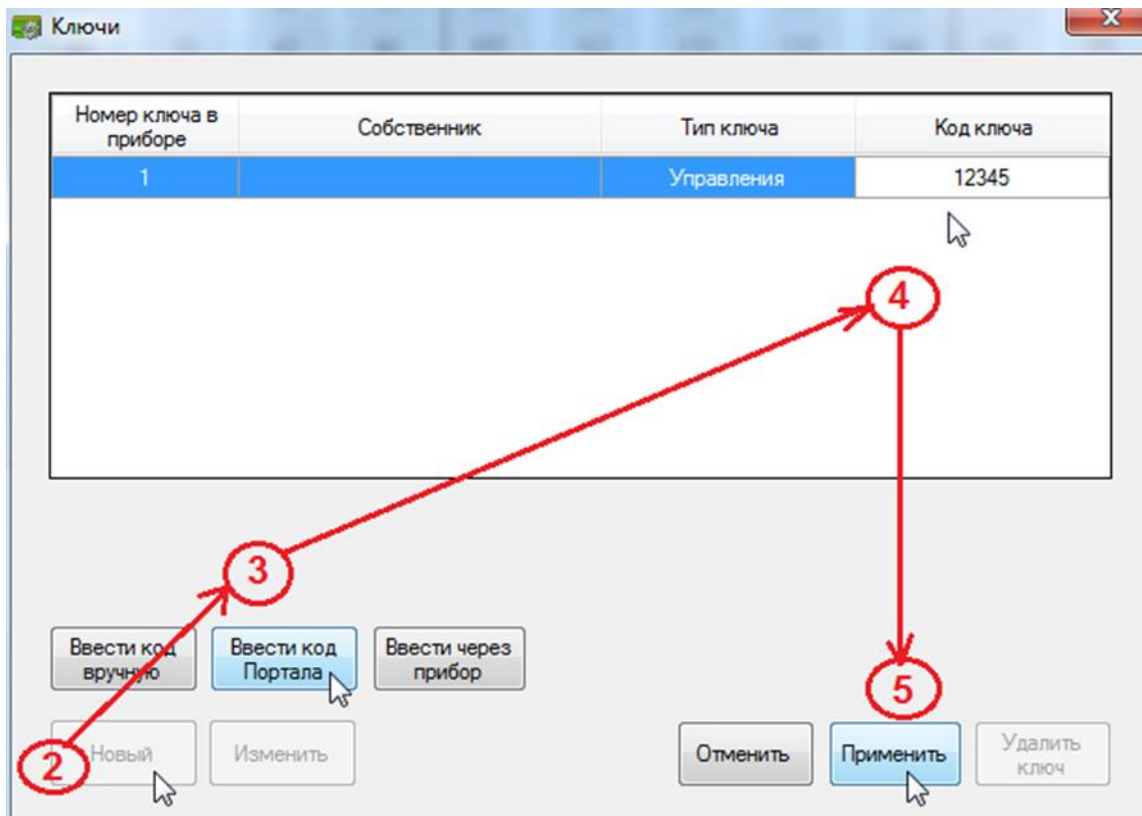 Ключи
Номер ключа в
приборе
Собственник
Тип ключа
Код ключа
1
Управления
12345
4
3
Ввести код
вручную
Ввести код
Портала
Ввести через
прибор
5
2
Новый
Изменить
Отменить
Применить
Удалить
ключ